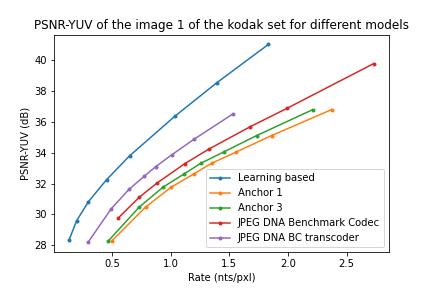 PSNR-YUV of the image 1 of the kodak set for different models
PSNR-YUV (dB)
40
38
36
34
32
30
28
0.5 1.0 1.5 2.0 2.5
Rate (nts/pxl)
Learning based
Anchor 1
Anchor 3
JPEG DNA Benchmark Codec
JPEG DNA BC transcoder